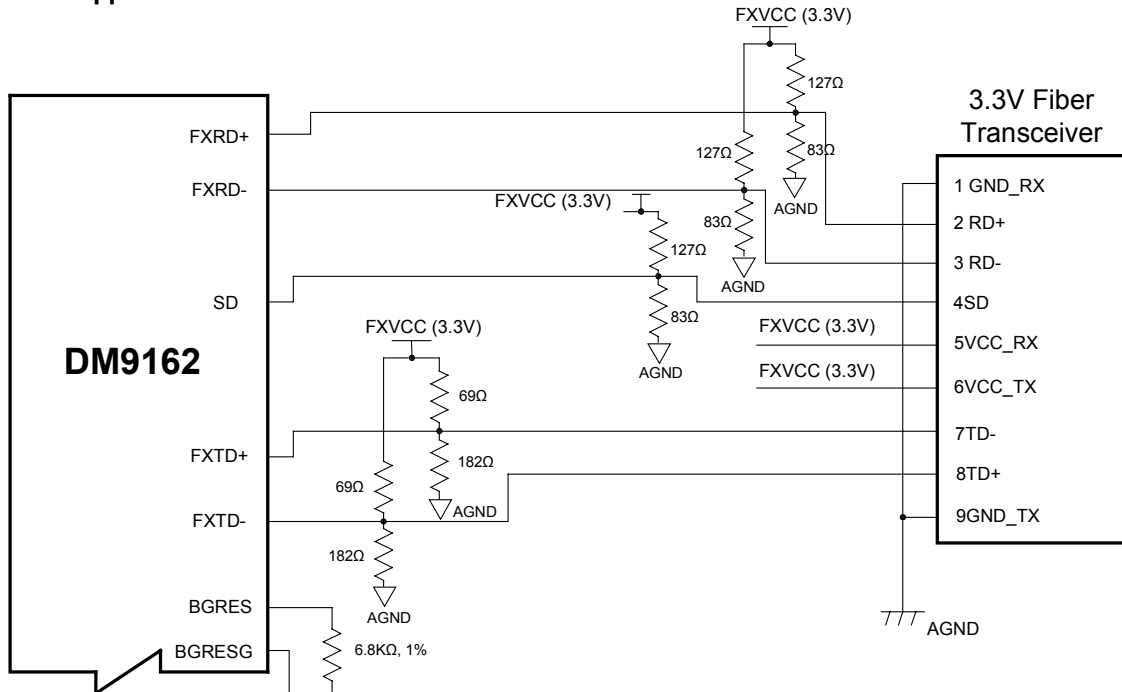 FXVCC (3.3V)
127Ω
3.3V Fiber
Transceiver
FXRD+
127Ω
83Ω
FXRD-
FXVCC (3.3V)
AGND
1 GND_RX
83Ω
2 RD+
127Ω
3 RD-
AGND
SD
4SD
83Ω
FXVCC (3.3V)
FXVCC (3.3V)
5VCC_RX
DM9162
AGND
FXVCC (3.3V)
6VCC_TX
69Ω
7TD-
FXTD+
182Ω
8TD+
69Ω
AGND
FXTD-
9GND_TX
182Ω
BGRES
AGND
AGND
BGRESG
6.8KΩ, 1%